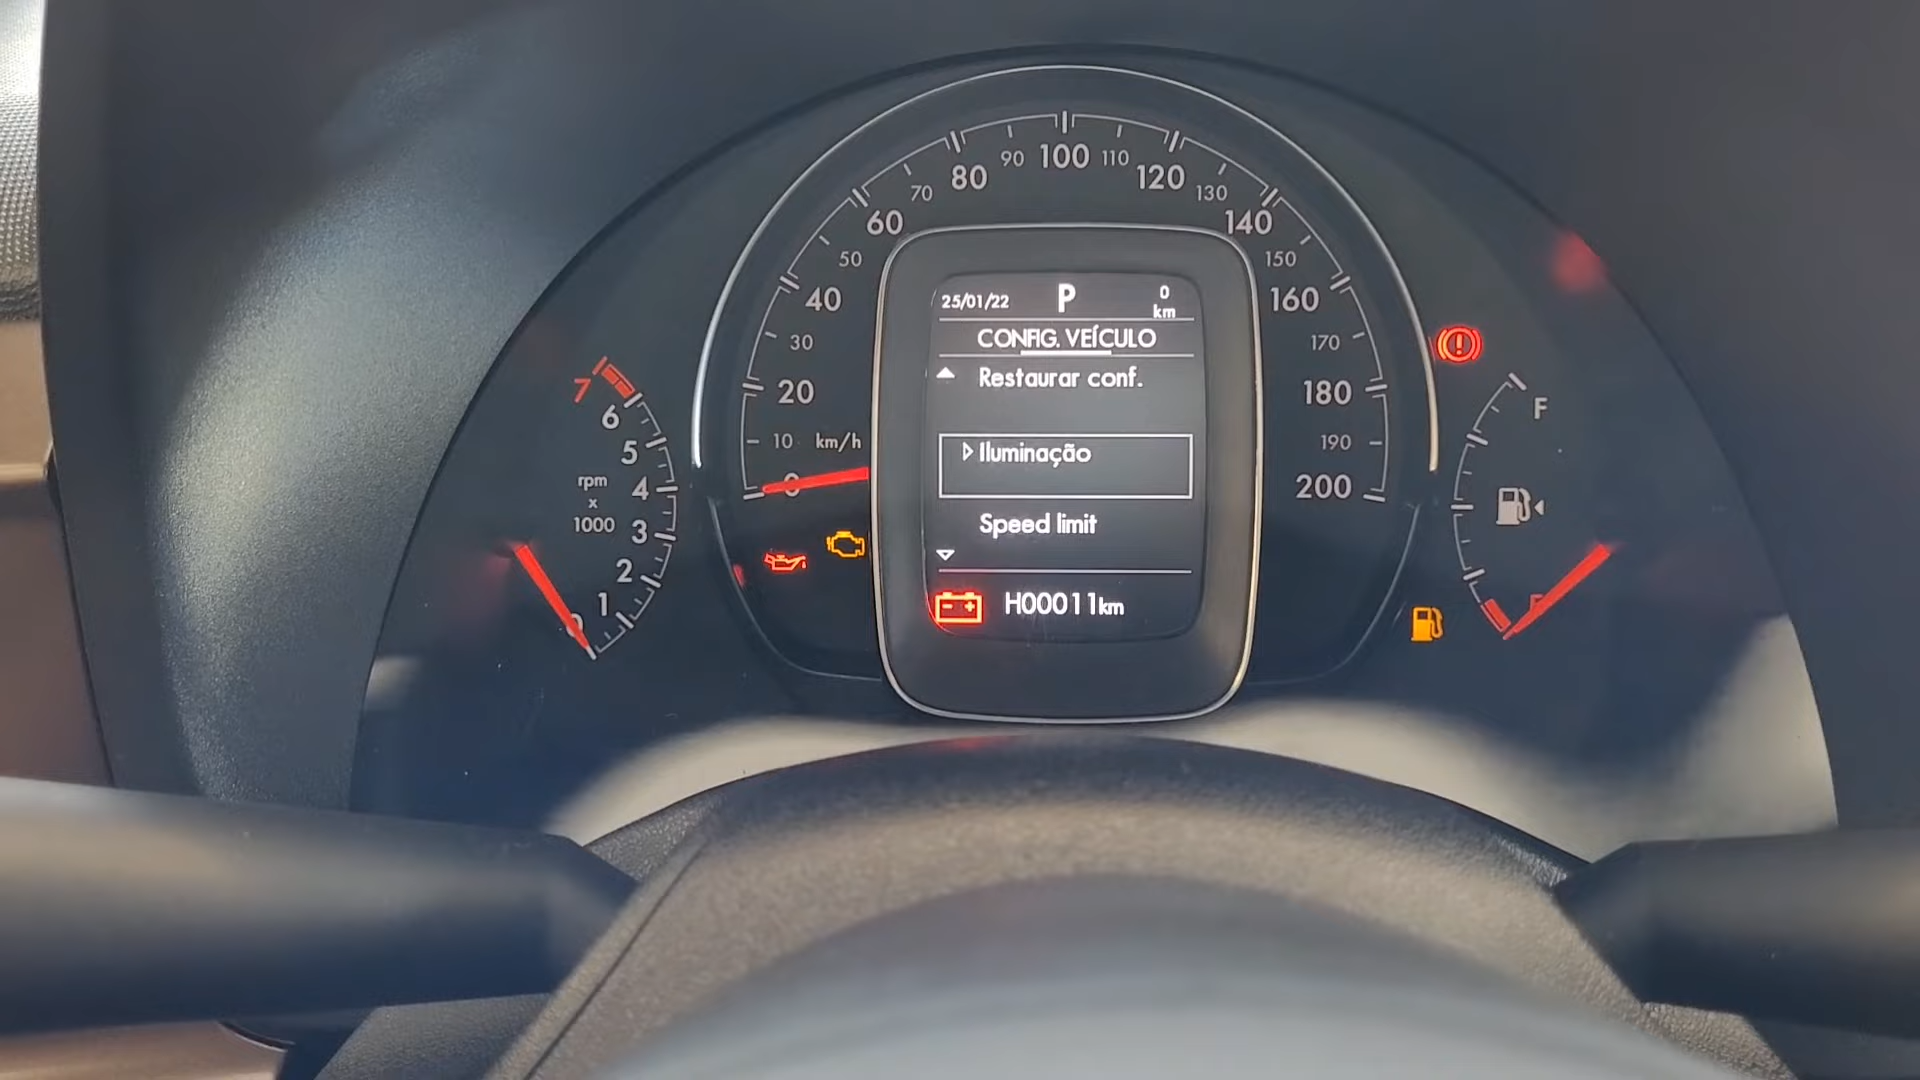 100
90
110
80
120
70
130
60
140
50
150
40
160
30
170
20
180
10 km/h
190
0
200
25/01/22 P 0 km
CONFIG. VEÍCULO
Restaurar conf.
Iluminação
Speed limit
H00011km
7
6
5
4
3
2
1
0
rpm
x
1000
F
E